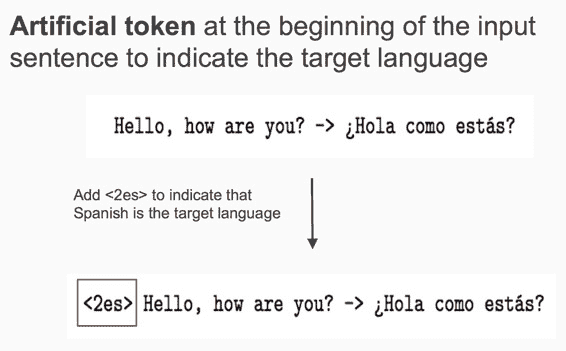 Artificial token at the beginning of the input
sentence to indicate the target language
Hello, how are you? -> ¿Hola como estás?
Add <2es> to indicate that
Spanish is the target language
<2es> Hello, how are you? -> ¿Hola como estás?